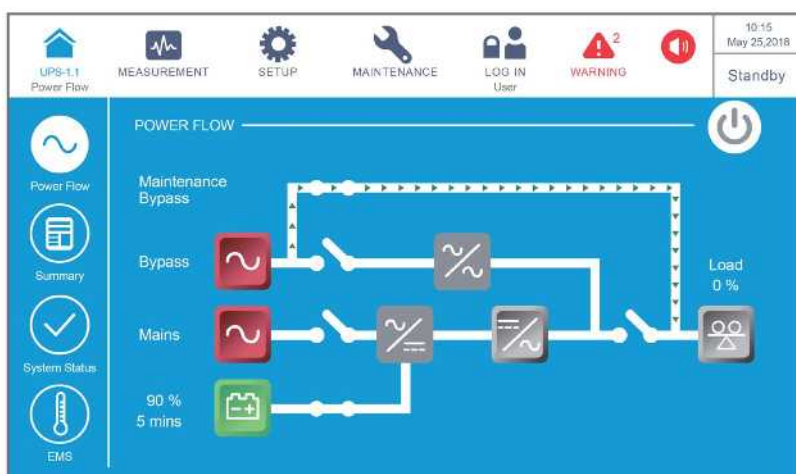 UPS-1.1
Power Flow
MEASUREMENT
SETUP
MAINTENANCE
LOG IN
User
2
WARNING
10:15
May 25,2018
Standby
Power Flow
Summary
System Status
EMS
POWER FLOW
Maintenance
Bypass
Bypass
Mains
90 %
5 mins
Load
0 %